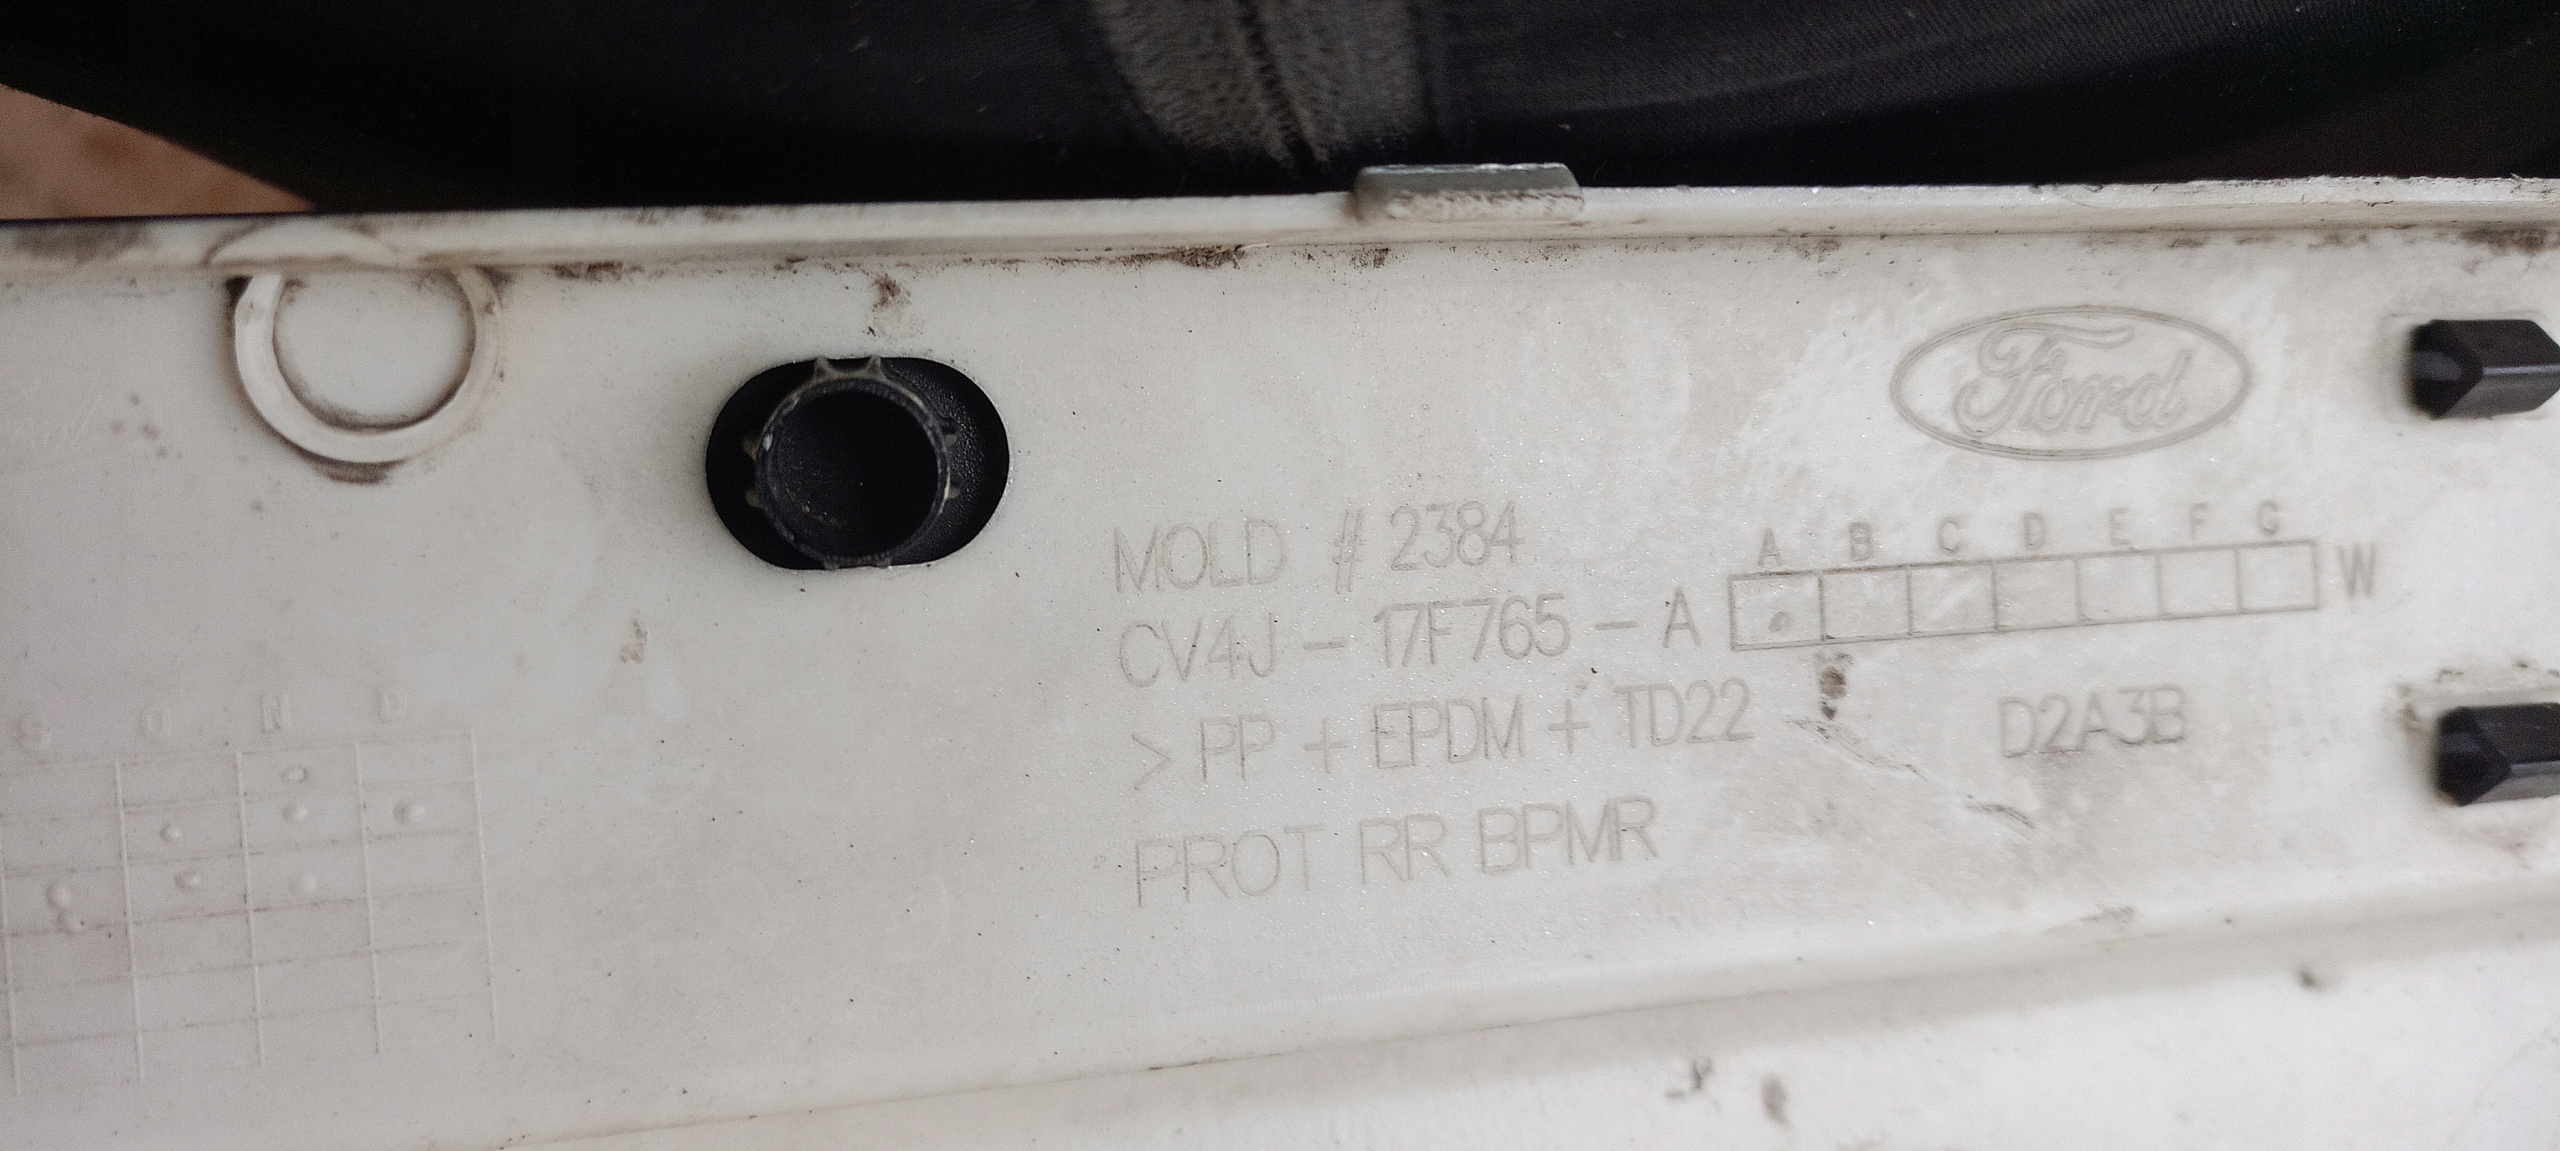 Ford
MOLD # 2384
A B C D E F G
CV4J - 17F765 - A W
> PP + EPDM + TD22 D2A3B
PROT RR BPMR
S O N D